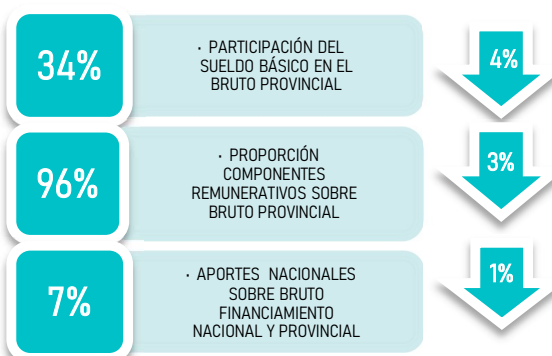 34%
· PARTICIPACIÓN DEL
SUELDO BÁSICO EN EL
BRUTO PROVINCIAL
4%
96%
· PROPORCIÓN
COMPONENTES
REMUNERATIVOS SOBRE
BRUTO PROVINCIAL
3%
7%
· APORTES NACIONALES
SOBRE BRUTO
FINANCIAMIENTO
NACIONAL Y PROVINCIAL
1%